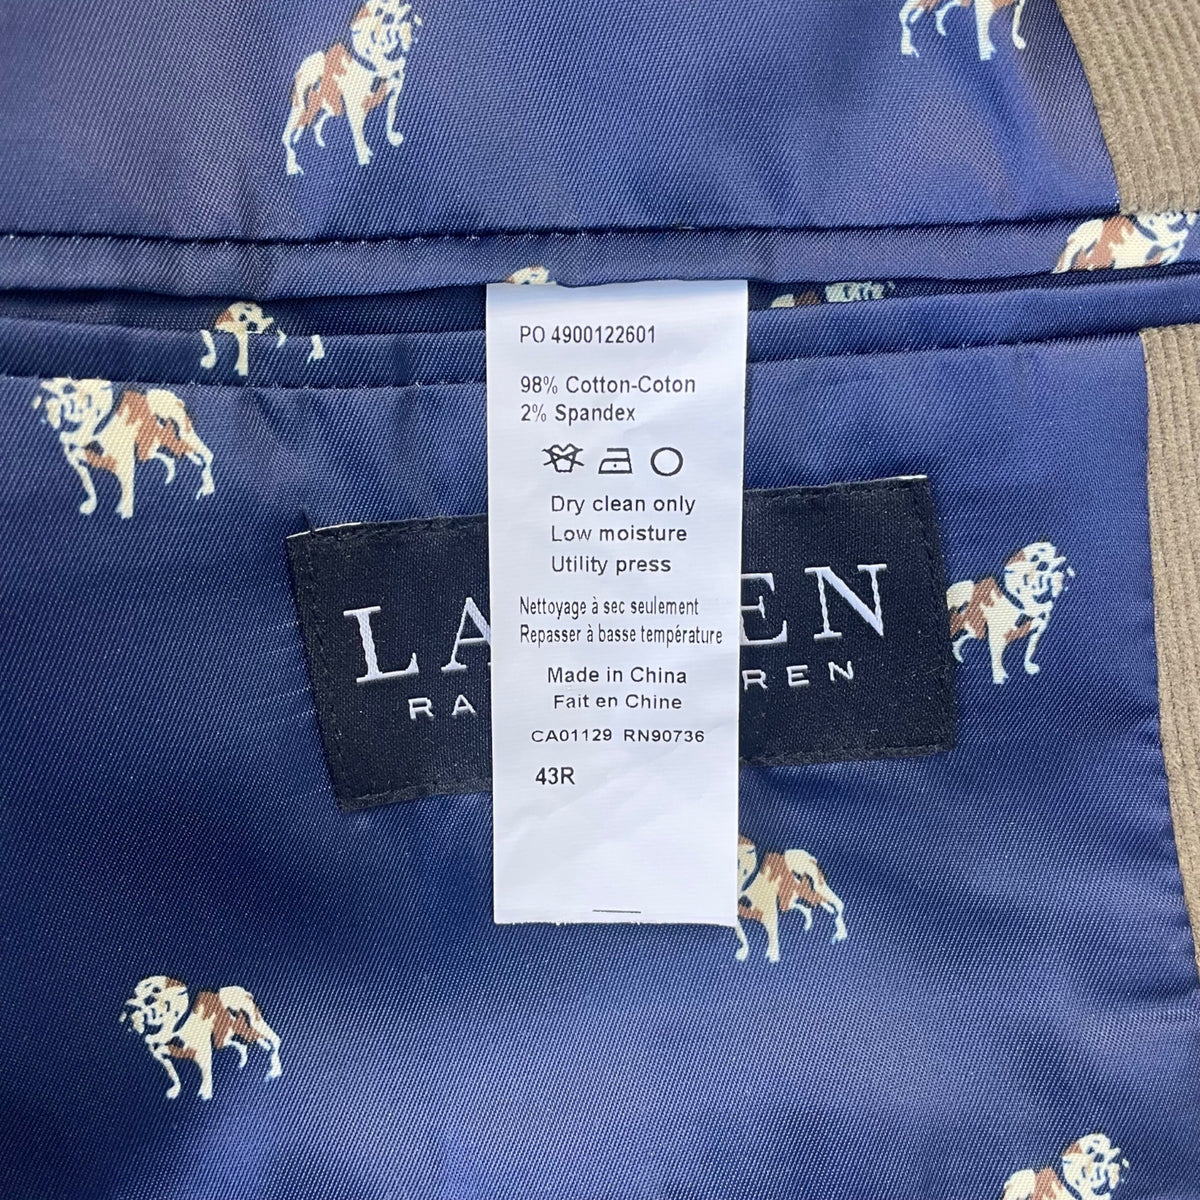 PO 4900122601
98% Cotton-Coton
2% Spandex
Dry clean only
Low moisture
Utility press
Nettoyage à sec seulement
Repasser à basse température
Made in China
Fait en Chine
CA01129 RN90736
43R
LA EN
RA REN